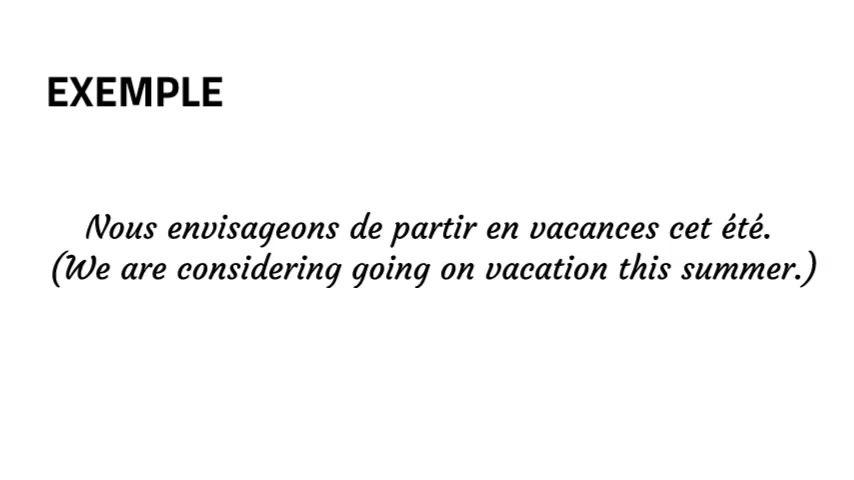 EXEMPLE
Nous envisageons de partir en vacances cet été.
(We are considering going on vacation this summer.)